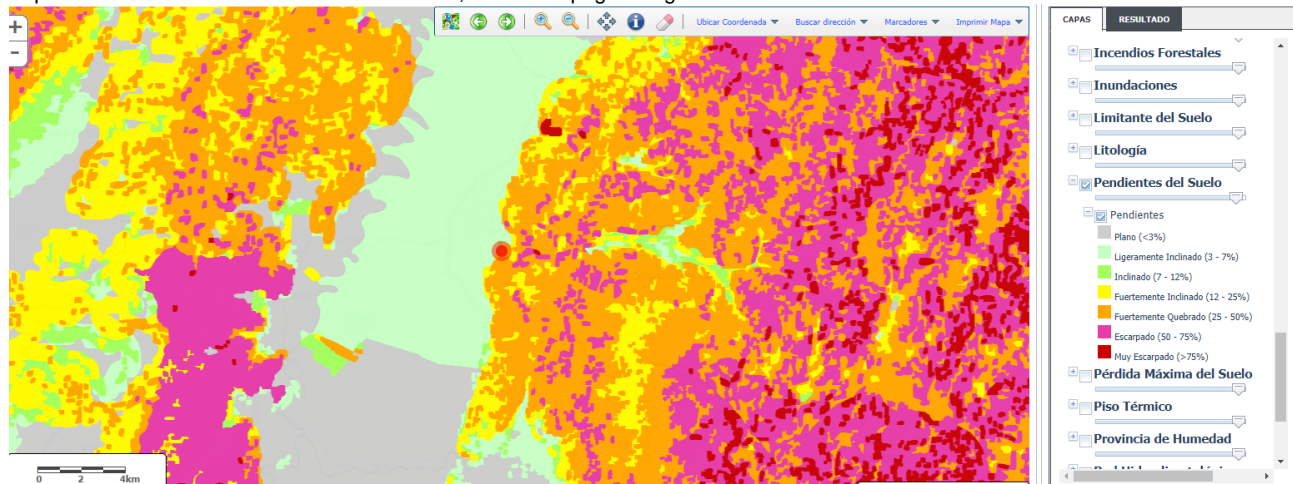 Ubicar Coordenada ▼ Buscar dirección ▼ Marcadores ▼ Imprimir Mapa ▼
CAPAS RESULTADO
+
-
Incendios Forestales
Inundaciones
Limitante del Suelo
Litología
Pendientes del Suelo
Pendientes
Plano (<3%)
Ligeramente Inclinado (3 - 7%)
Inclinado (7 - 12%)
Fuertemente Inclinado (12 - 25%)
Fuertemente Quebrado (25 - 50%)
Escarpado (50 - 75%)
Muy Escarpado (>75%)
Pérdida Máxima del Suelo
Piso Térmico
Provincia de Humedad
0 2 4km